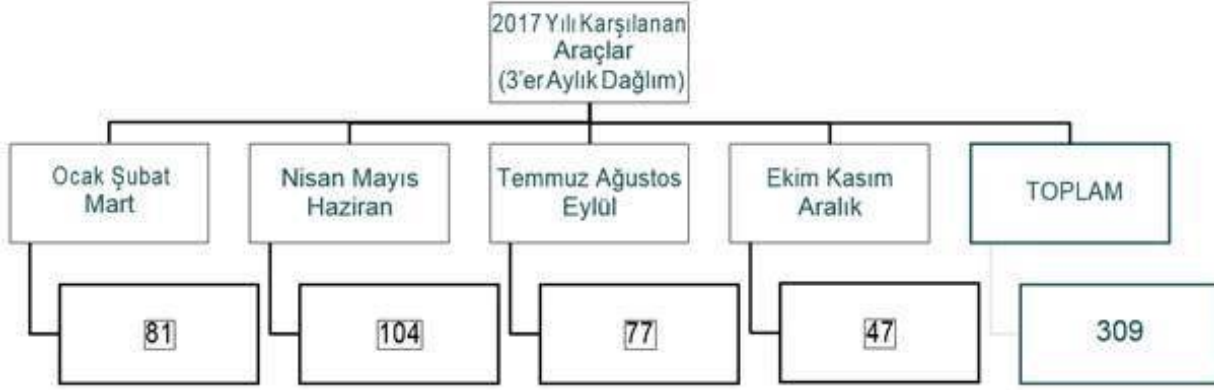 2017 Yılı Karşılanan
Araçlar
(3'er Aylık Dağlım)
Ocak Şubat
Mart
Nisan Mayıs
Haziran
Temmuz Ağustos
Eylül
Ekim Kasım
Aralık
TOPLAM
81
104
77
47
309